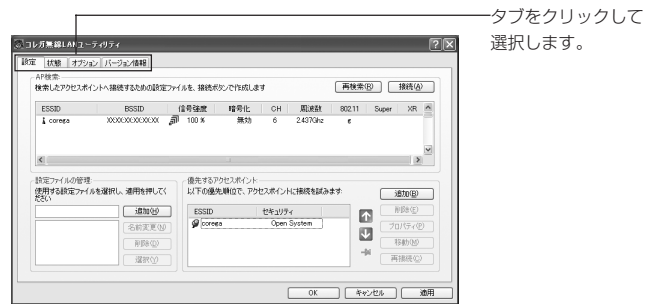 タブをクリックして
選択します。
コレガ無線LANユーティリティ
設定 状態 オプション バージョン情報
AP検索
検索したアクセスポイントへ接続するための設定ファイルを、接続ボタンで作成します
再検索(R) 接続(A)
ESSID BSSID 信号強度 暗号化 CH 周波数 802.11 Super XR
corega XX:XX:XX:XX:XX:XX 100 % 無効 6 2.437Ghz g
設定ファイルの管理
使用する設定ファイルを選択し、適用を押してください
追加(H)
名前変更(N)
削除(Q)
選択(Y)
優先するアクセスポイント
以下の優先順位で、アクセスポイントに接続を試みます:
ESSID セキュリティ
corega Open System
追加(B)
削除(E)
プロパティ(P)
移動(M)
再接続(C)
OK キャンセル 適用